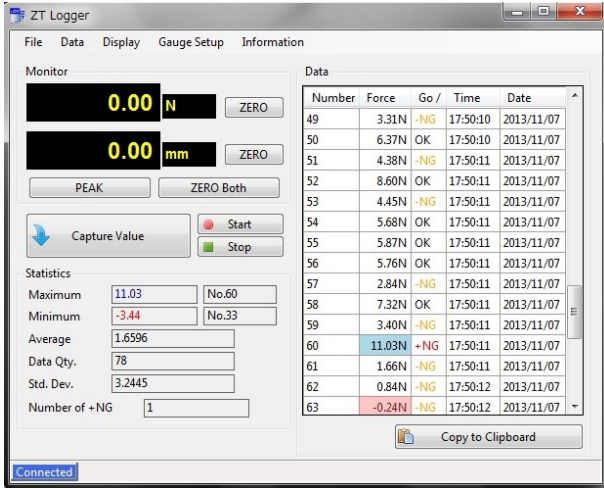 ZT Logger
File Data Display Gauge Setup Information
Monitor
0.00 N ZERO
0.00 mm ZERO
PEAK ZERO Both
Capture Value
Start
Stop
Statistics
Maximum 11.03 No.60
Minimum -3.44 No.33
Average 1.6596
Data Qty. 78
Std. Dev. 3.2445
Number of +NG 1
Data
Number Force Go / Time Date
49 3.31N -NG 17:50:10 2013/11/07
50 6.37N OK 17:50:10 2013/11/07
51 4.38N -NG 17:50:11 2013/11/07
52 8.60N OK 17:50:11 2013/11/07
53 4.45N -NG 17:50:11 2013/11/07
54 5.68N OK 17:50:11 2013/11/07
55 5.87N OK 17:50:11 2013/11/07
56 5.76N OK 17:50:11 2013/11/07
57 2.84N -NG 17:50:11 2013/11/07
58 7.32N OK 17:50:11 2013/11/07
59 3.40N -NG 17:50:11 2013/11/07
60 11.03N +NG 17:50:11 2013/11/07
61 1.66N -NG 17:50:11 2013/11/07
62 0.84N -NG 17:50:12 2013/11/07
63 -0.24N -NG 17:50:12 2013/11/07
Copy to Clipboard
Connected